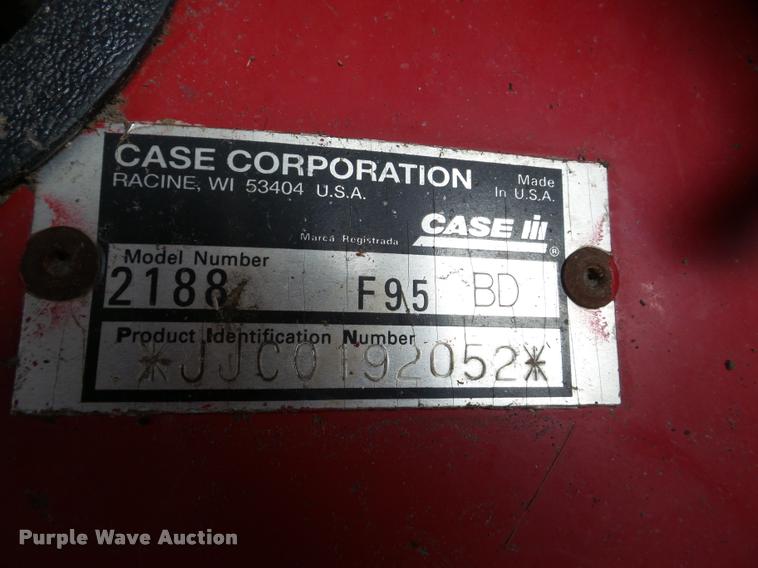 CASE CORPORATION
RACINE, WI 53404 U.S.A.
Made
In U.S.A.
CASE IH
Marca Registrada
®
Model Number
2188 F95 BD
Product Identification Number
*JJC0192052*
Purple Wave Auction